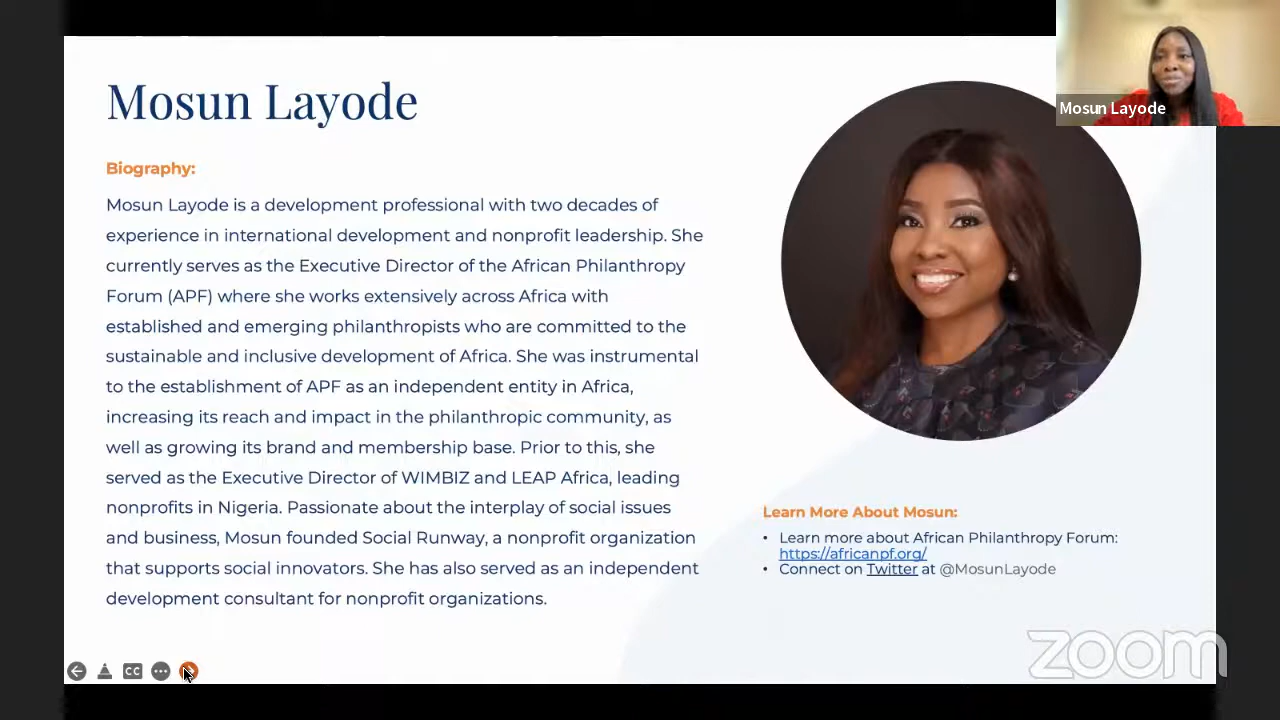 Mosun Layode
Biography:
Mosun Layode is a development professional with two decades of
experience in international development and nonprofit leadership. She
currently serves as the Executive Director of the African Philanthropy
Forum (APF) where she works extensively across Africa with
established and emerging philanthropists who are committed to the
sustainable and inclusive development of Africa. She was instrumental
to the establishment of APF as an independent entity in Africa,
increasing its reach and impact in the philanthropic community, as
well as growing its brand and membership base. Prior to this, she
served as the Executive Director of WIMBIZ and LEAP Africa, leading
nonprofits in Nigeria. Passionate about the interplay of social issues
and business, Mosun founded Social Runway, a nonprofit organization
that supports social innovators. She has also served as an independent
development consultant for nonprofit organizations.
Mosun Layode
Learn More About Mosun:
• Learn more about African Philanthropy Forum:
https://africanpf.org/
• Connect on Twitter at @MosunLayode
CC
zoom